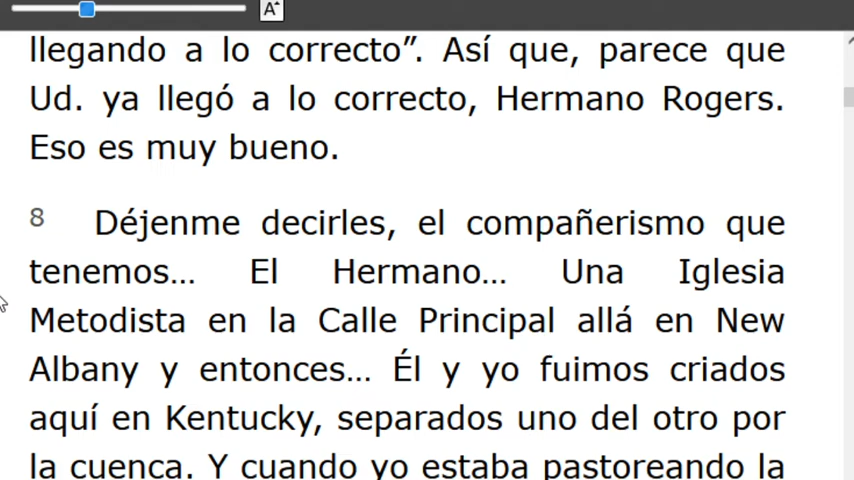 A
llegando a lo correcto”. Así que, parece que
Ud. ya llegó a lo correcto, Hermano Rogers.
Eso es muy bueno.
8 Déjenme decirles, el compañerismo que
tenemos... El Hermano... Una Iglesia
Metodista en la Calle Principal allá en New
Albany y entonces... Él y yo fuimos criados
aquí en Kentucky, separados uno del otro por
la cuenca. Y cuando yo estaba pastoreando la